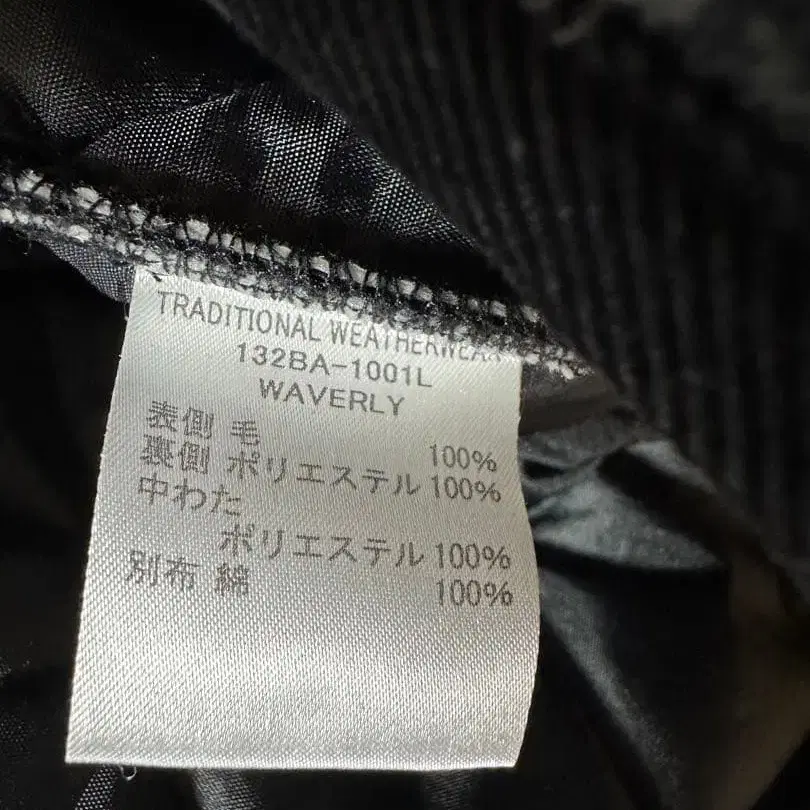 TRADITIONAL WEATHERWEAR
132BA-1001L
WAVERLY
表側 毛 100%
裏側 ポリエステル 100%
中わた
ポリエステル 100%
別布 綿 100%